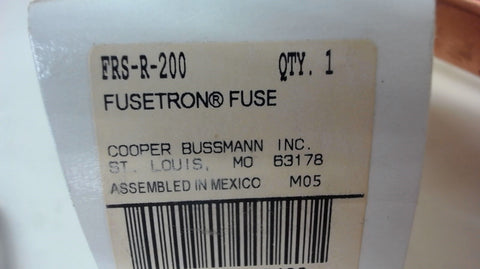 FRS-R-200 QTY. 1
FUSETRON® FUSE
COOPER BUSSMANN INC.
ST. LOUIS, MO 63178
ASSEMBLED IN MEXICO M05